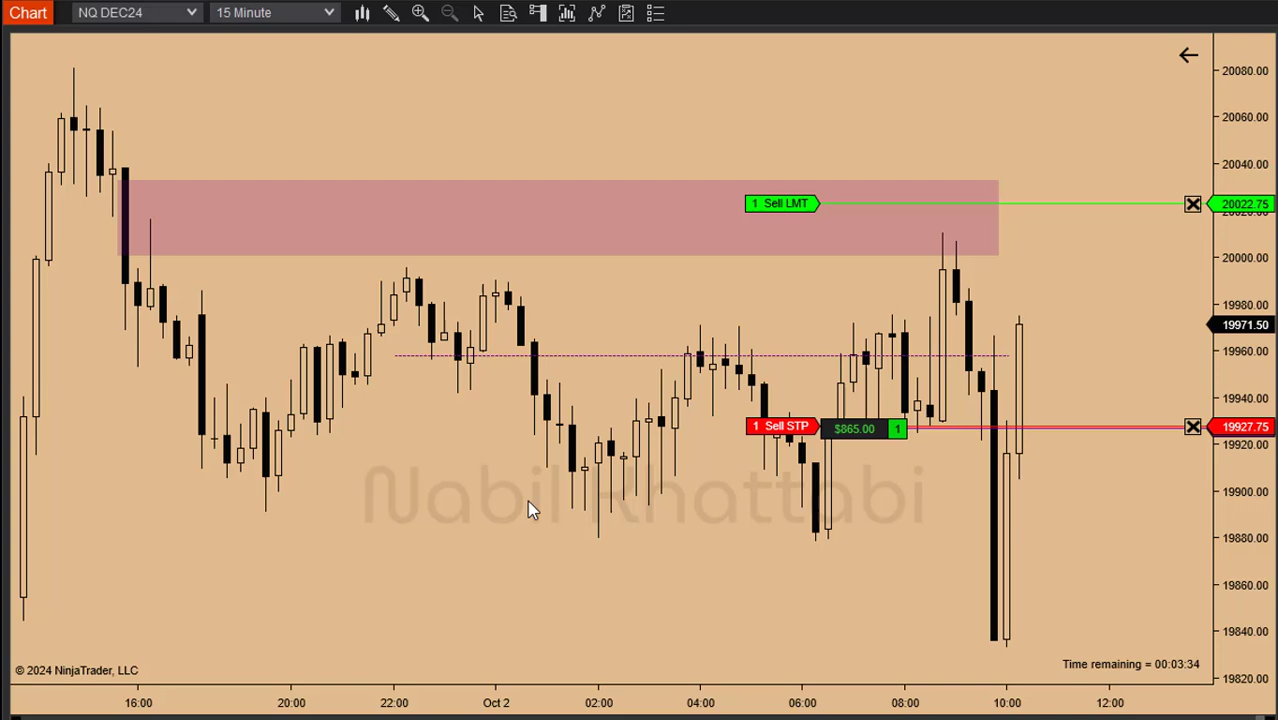 Chart NQ DEC24 15 Minute
20080.00
20060.00
20040.00
1 Sell LMT 20022.75
20000.00
19980.00
19971.50
19960.00
19940.00
1 Sell STP $865.00 1 19927.75
19920.00
Nabil Khattabi
19900.00
19880.00
19860.00
19840.00
© 2024 NinjaTrader, LLC
Time remaining = 00:03:34
19820.00
16:00 20:00 22:00 Oct 2 02:00 04:00 06:00 08:00 10:00 12:00